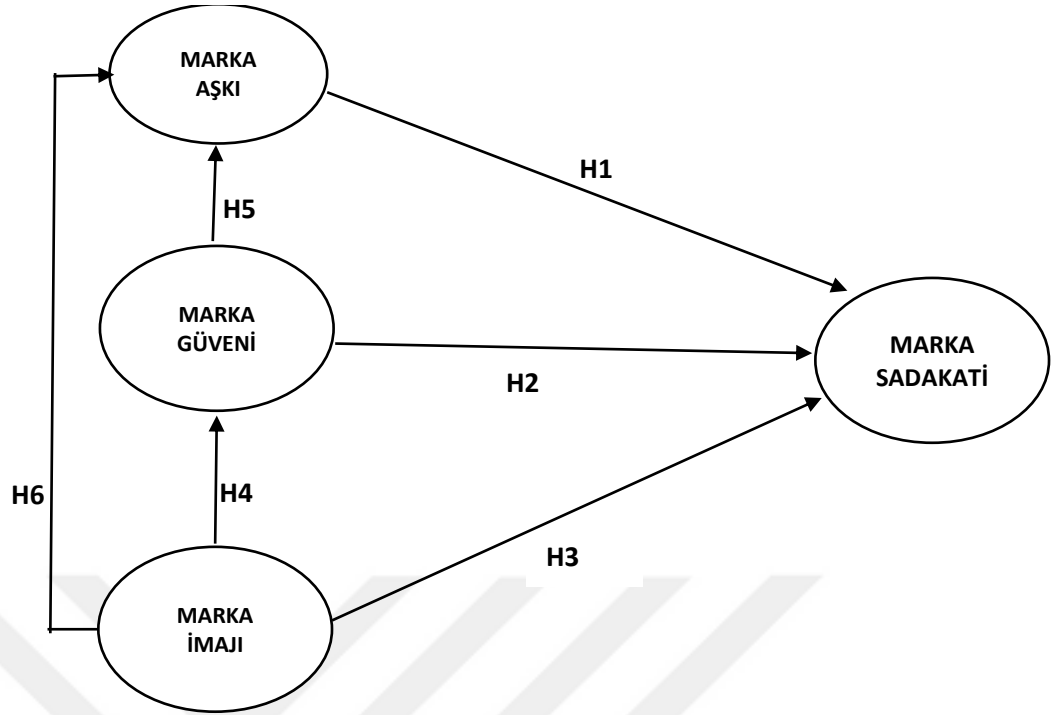 MARKA
AŞKI
H1
H5
MARKA
GÜVENİ
MARKA
SADAKATİ
H2
H6
H4
H3
MARKA
İMAJI